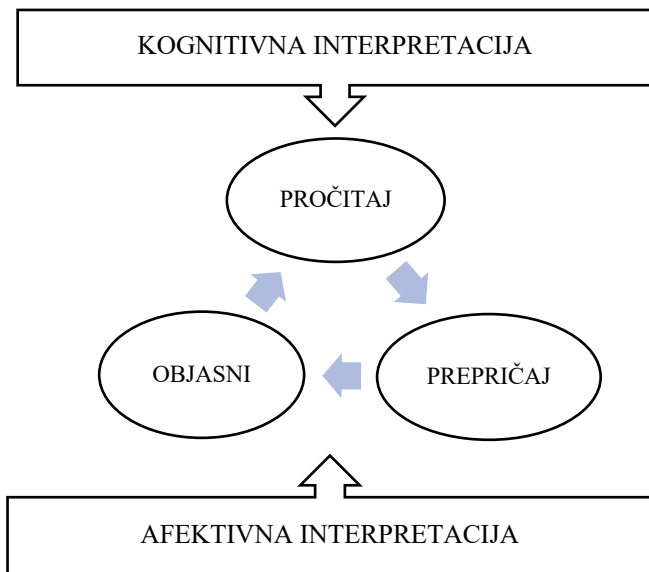 KOGNITIVNA INTERPRETACIJA
PROČITAJ
OBJASNI
PREPRIČAJ
AFEKTIVNA INTERPRETACIJA